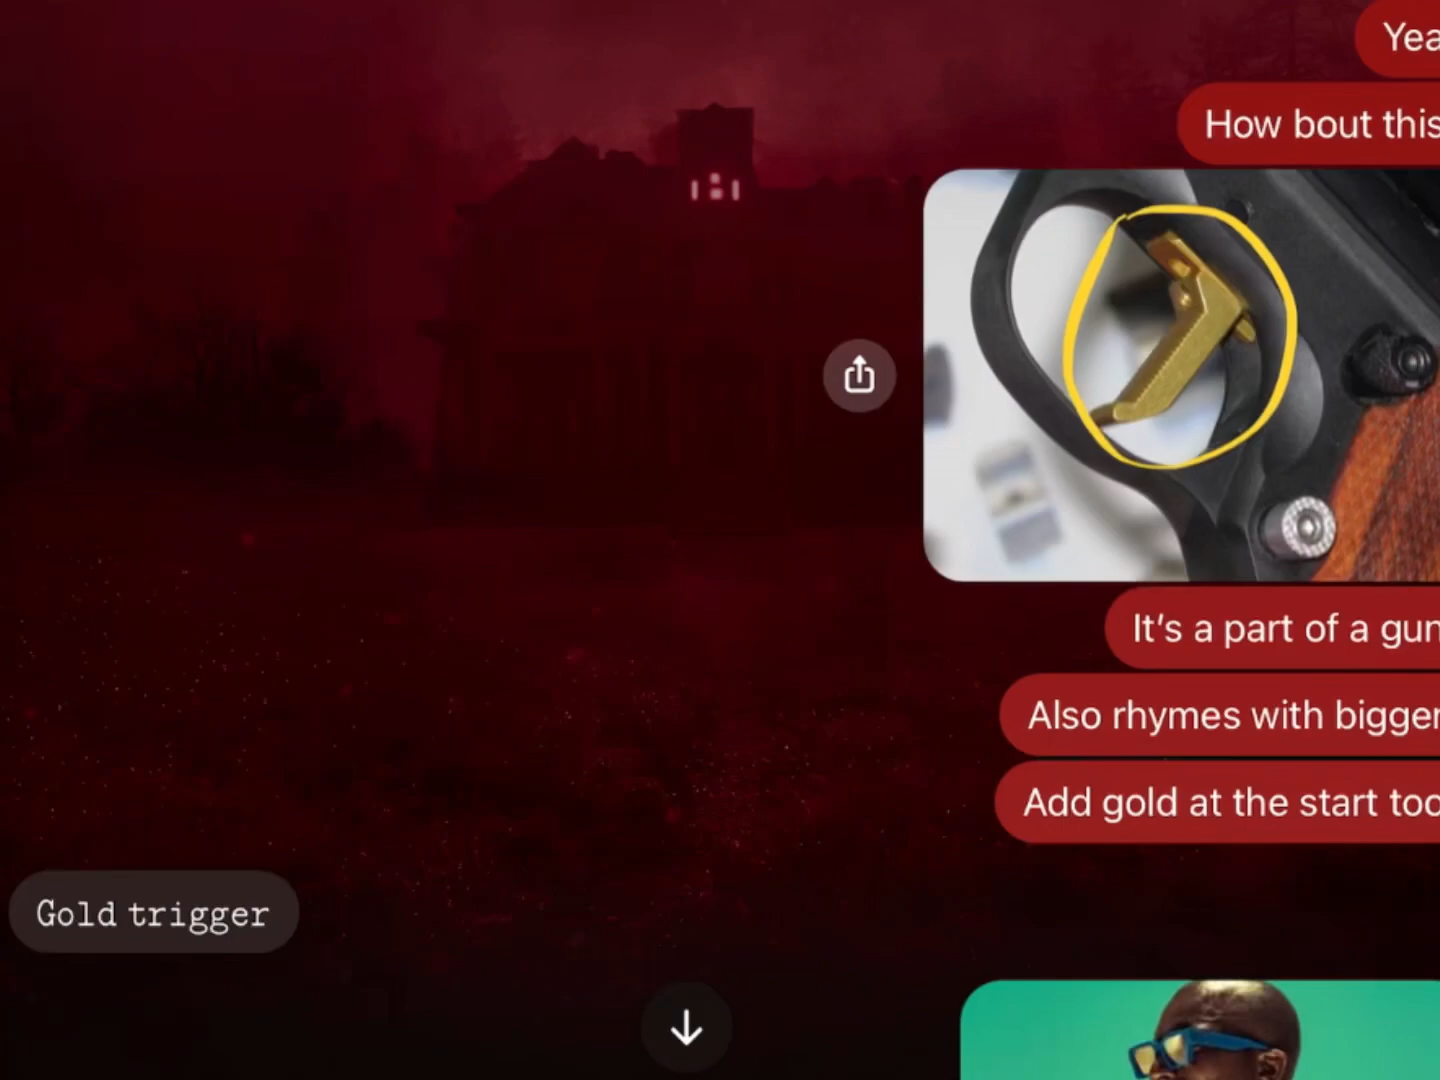 Yea
How bout this
It's a part of a gun
Also rhymes with bigger
Add gold at the start too
Gold trigger